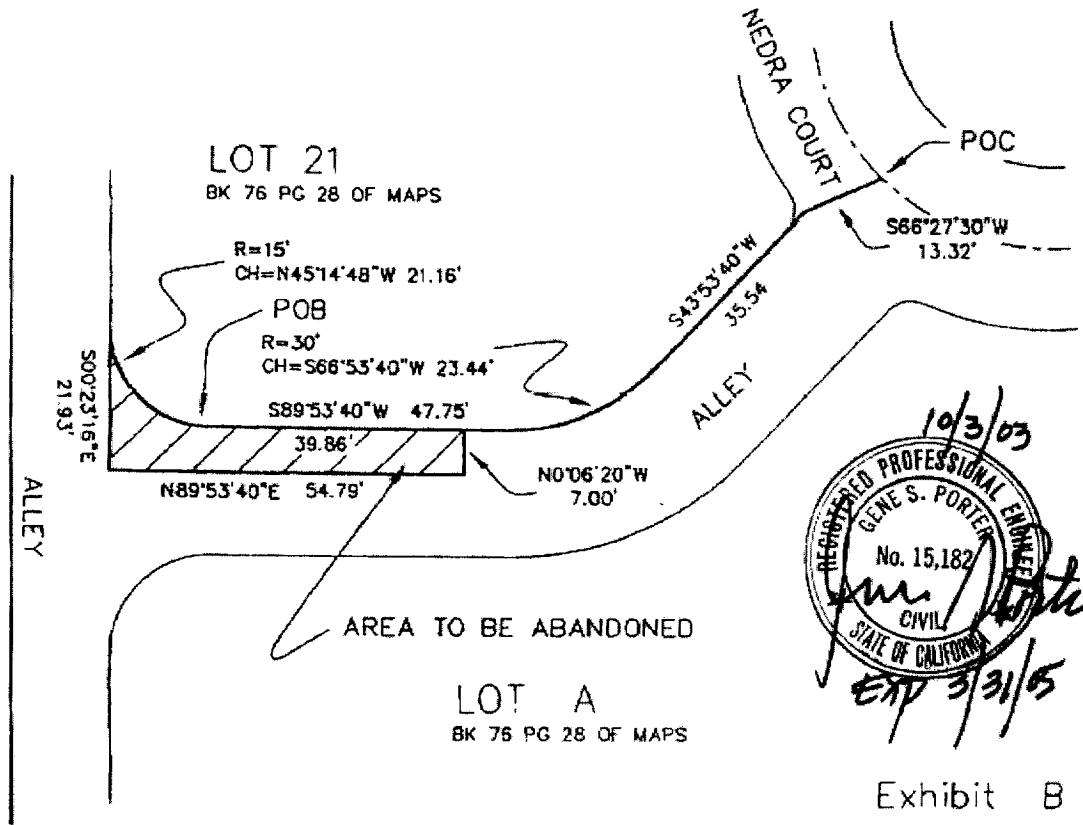 NEDRA COURT
POC
LOT 21
BK 76 PG 28 OF MAPS
S66°27'30"W
13.32'
R=15'
CH=N45°14'48"W 21.16'
POB
R=30'
CH=S66°53'40"W 23.44'
S43°53'40"W
35.54
ALLEY
S00°23'16"E
21.93'
S89°53'40"W 47.75'
39.86'
N89°53'40"E 54.79'
N0°06'20"W
7.00'
ALLEY
AREA TO BE ABANDONED
LOT A
BK 76 PG 28 OF MAPS
10/3/03
REGISTERED PROFESSIONAL ENGINEE
GENE S. PORTER
No. 15,182
CIVIL
STATE OF CALIFORNIA
EXP 3/31/05
Exhibit B